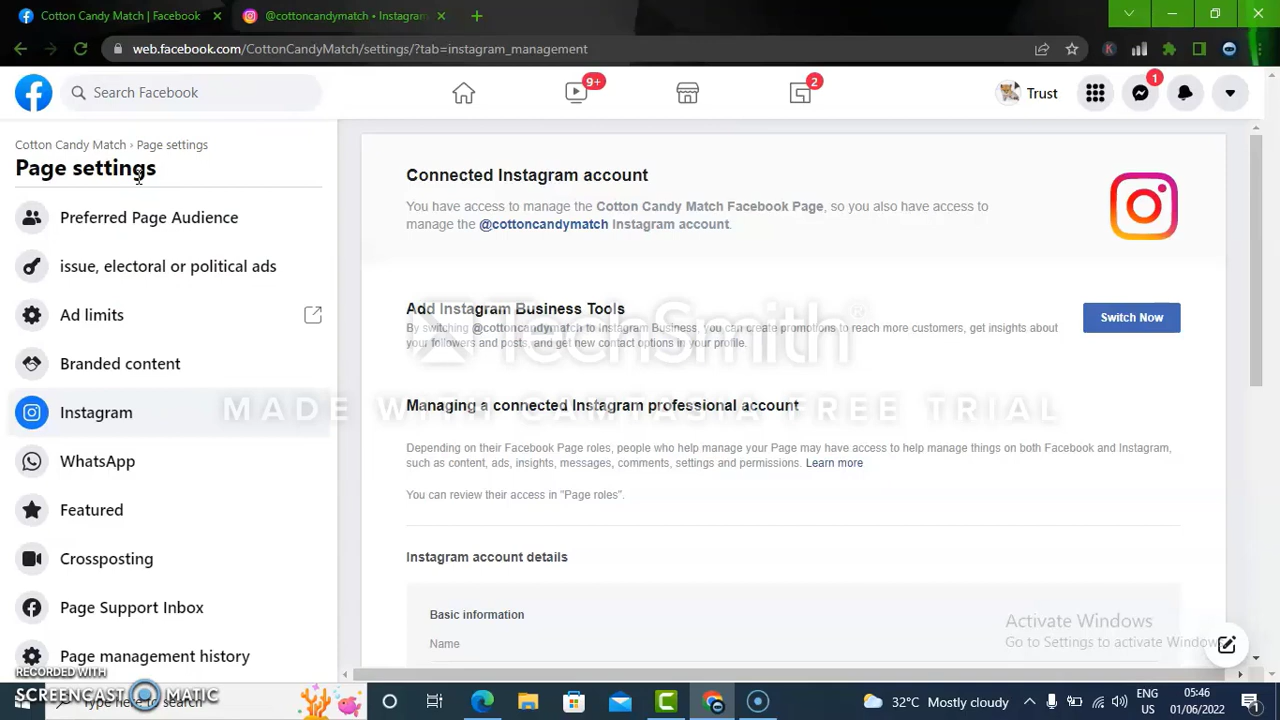 Cotton Candy Match | Facebook
@cottoncandymatch • Instagram
web.facebook.com/CottonCandyMatch/settings/?tab=instagram_management
Search Facebook
9+
2
Trust
1
Cotton Candy Match › Page settings
Page settings
Preferred Page Audience
issue, electoral or political ads
Ad limits
Branded content
Instagram
WhatsApp
Featured
Crossposting
Page Support Inbox
Page management history
Connected Instagram account
You have access to manage the Cotton Candy Match Facebook Page, so you also have access to
manage the @cottoncandymatch Instagram account.
Add Instagram Business Tools
By switching @cottoncandymatch to Instagram Business, you can create promotions to reach more customers, get insights about
your followers and posts, and get new contact options in your profile.
Switch Now
TechSmith®
MADE WITH CAMTASIA FREE TRIAL
Managing a connected Instagram professional account
Depending on their Facebook Page roles, people who help manage your Page may have access to help manage things on both Facebook and Instagram,
such as content, ads, insights, messages, comments, settings and permissions. Learn more
You can review their access in "Page roles".
Instagram account details
Basic information
Name
Activate Windows
Go to Settings to activate Windows
RECORDED WITH
SCREENCAST MATIC
Type here to search
32°C Mostly cloudy
ENG
US
05:46
01/06/2022
1